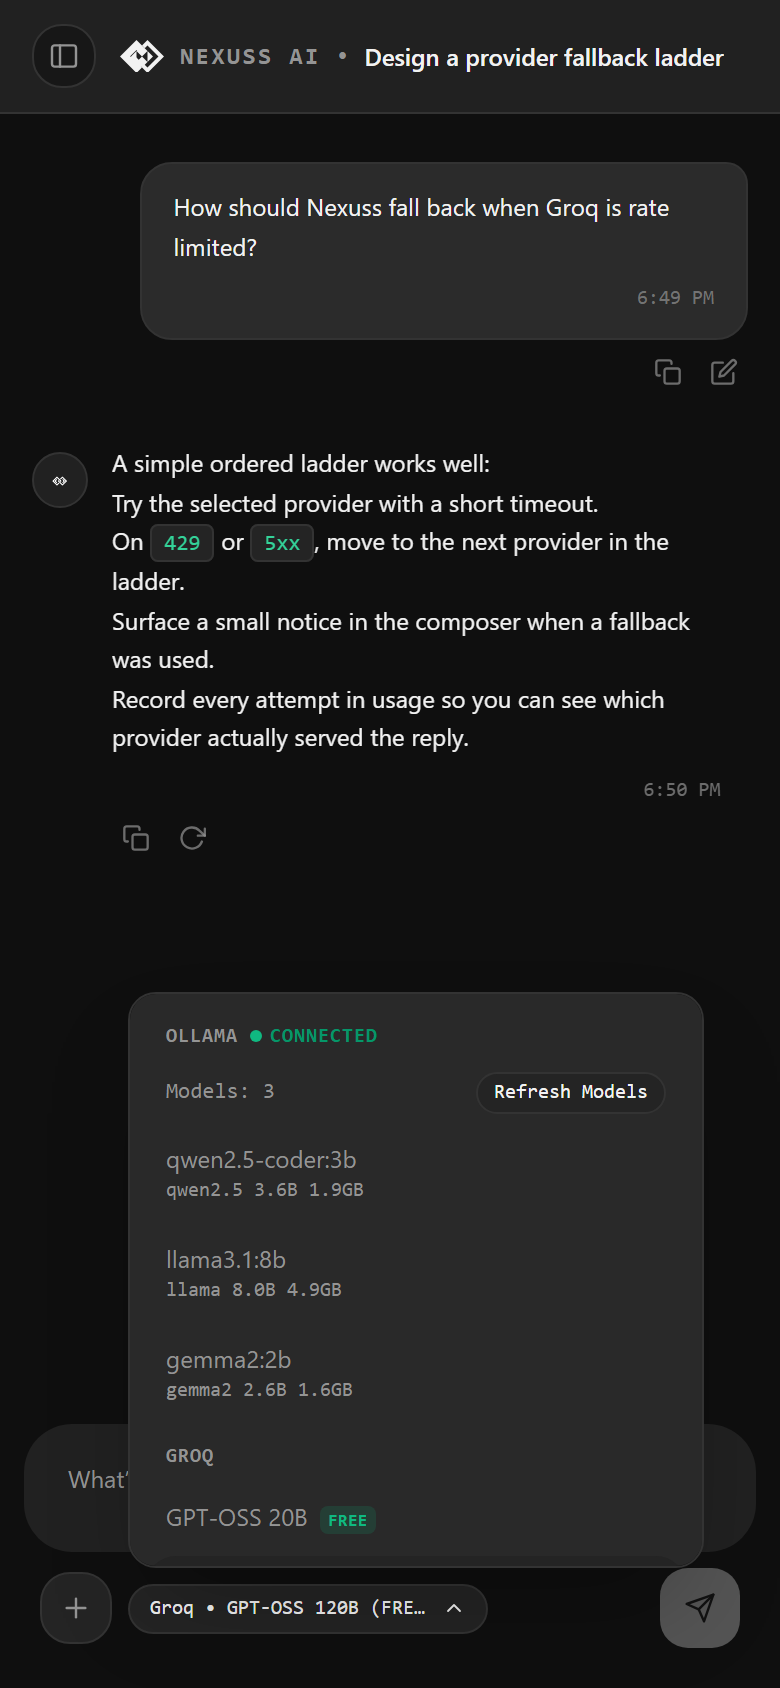 NEXUSS AI • Design a provider fallback ladder
How should Nexuss fall back when Groq is rate
limited?
6:49 PM
A simple ordered ladder works well:
Try the selected provider with a short timeout.
On 429 or 5xx, move to the next provider in the
ladder.
Surface a small notice in the composer when a fallback
was used.
Record every attempt in usage so you can see which
provider actually served the reply.
6:50 PM
OLLAMA CONNECTED
Models: 3 Refresh Models
qwen2.5-coder:3b
qwen2.5 3.6B 1.9GB
llama3.1:8b
llama 8.0B 4.9GB
gemma2:2b
gemma2 2.6B 1.6GB
GROQ
What'
GPT-OSS 20B FREE
Groq • GPT-OSS 120B (FRE…